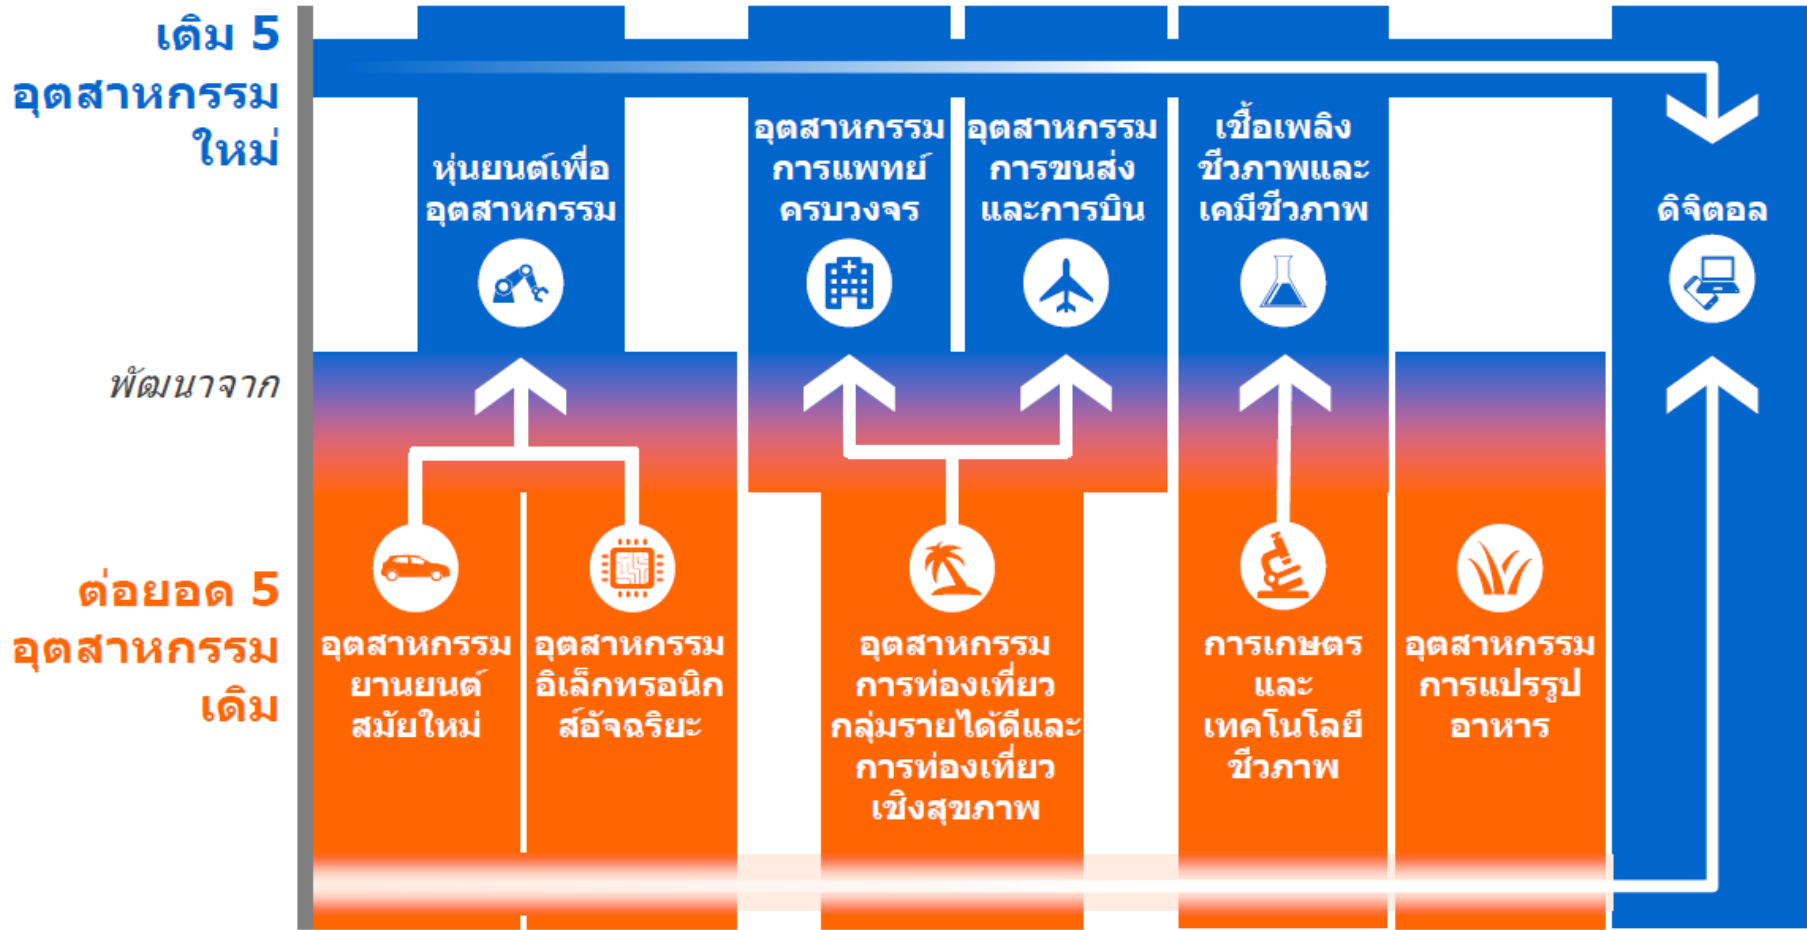 เติม 5
อุตสาหกรรม
ใหม่
หุ่นยนต์เพื่อ
อุตสาหกรรม
อุตสาหกรรม
การแพทย์
ครบวงจร
อุตสาหกรรม
การขนส่ง
และการบิน
เชื้อเพลิง
ชีวภาพและ
เคมีชีวภาพ
ดิจิตอล
พัฒนาจาก
ต่อยอด 5
อุตสาหกรรม
เดิม
อุตสาหกรรม
ยานยนต์
สมัยใหม่
อุตสาหกรรม
อิเล็กทรอนิก
ส์อัจฉริยะ
อุตสาหกรรม
การท่องเที่ยว
กลุ่มรายได้ดีและ
การท่องเที่ยว
เชิงสุขภาพ
การเกษตร
และ
เทคโนโลยี
ชีวภาพ
อุตสาหกรรม
การแปรรูป
อาหาร